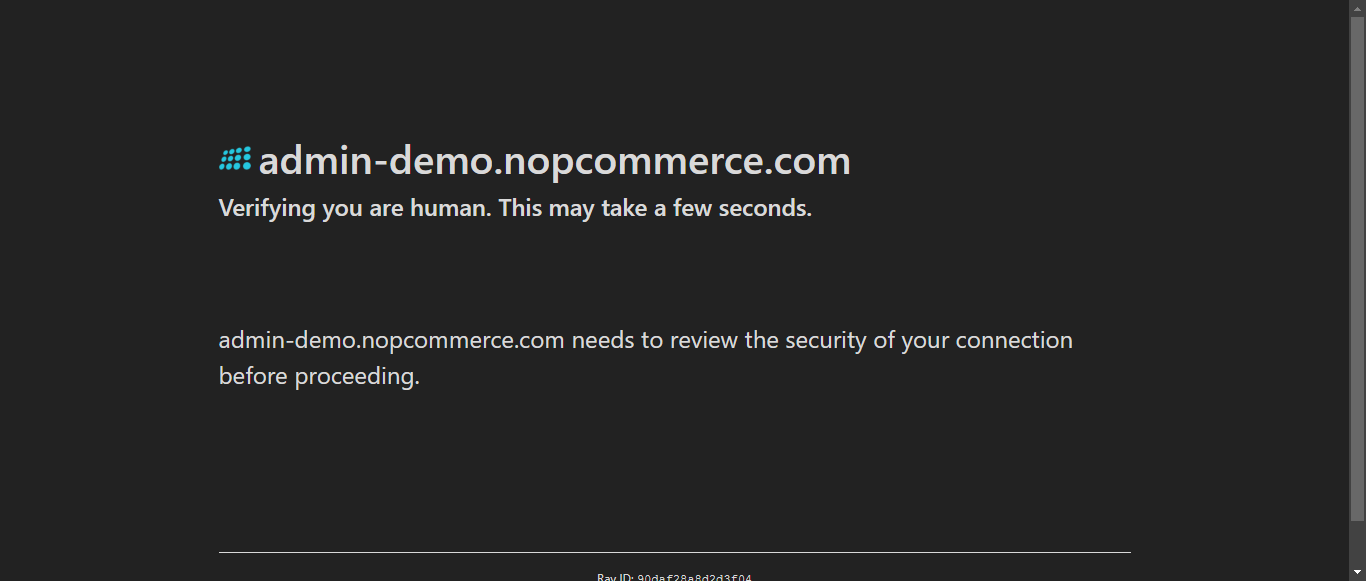 admin-demo.nopcommerce.com
Verifying you are human. This may take a few seconds.
admin-demo.nopcommerce.com needs to review the security of your connection
before proceeding.
Ray ID: 90daf28a8d2d3f04